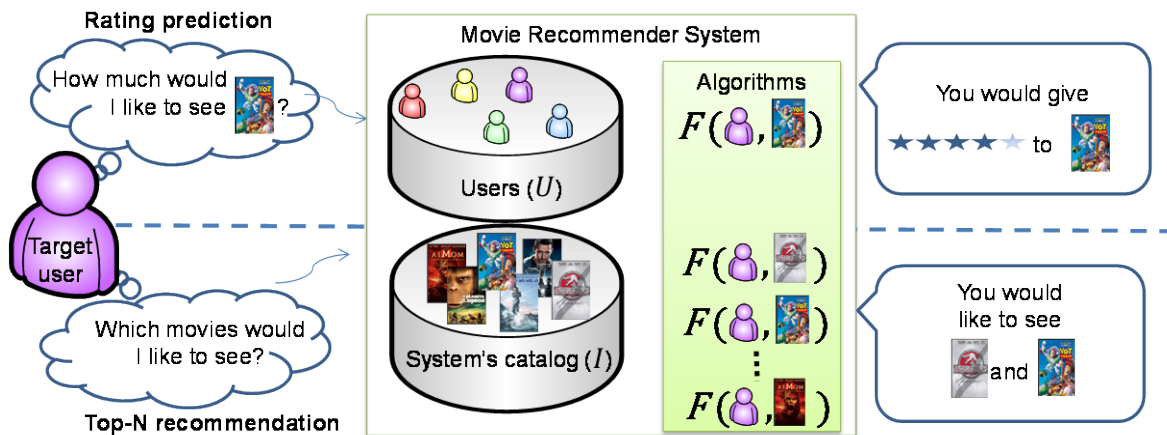 Rating prediction
How much would
I like to see
?
Target
user
Which movies would
I like to see?
Top-N recommendation
Movie Recommender System
Users (U)
System's catalog (I)
Algorithms
F( , )
F( , )
F( , )
F( , )
You would give
★★★★★ to
You would
like to see
and